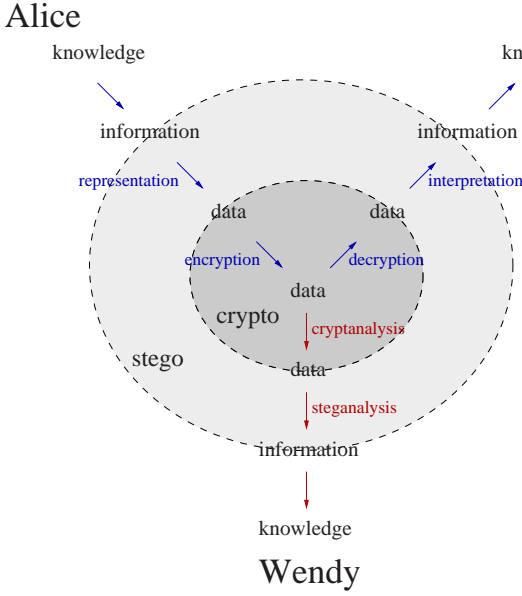 Alice
knowledge
kn
information
information
representation
interpretation
data
data
encryption
decryption
data
crypto
cryptanalysis
stego
data
steganalysis
information
knowledge
Wendy